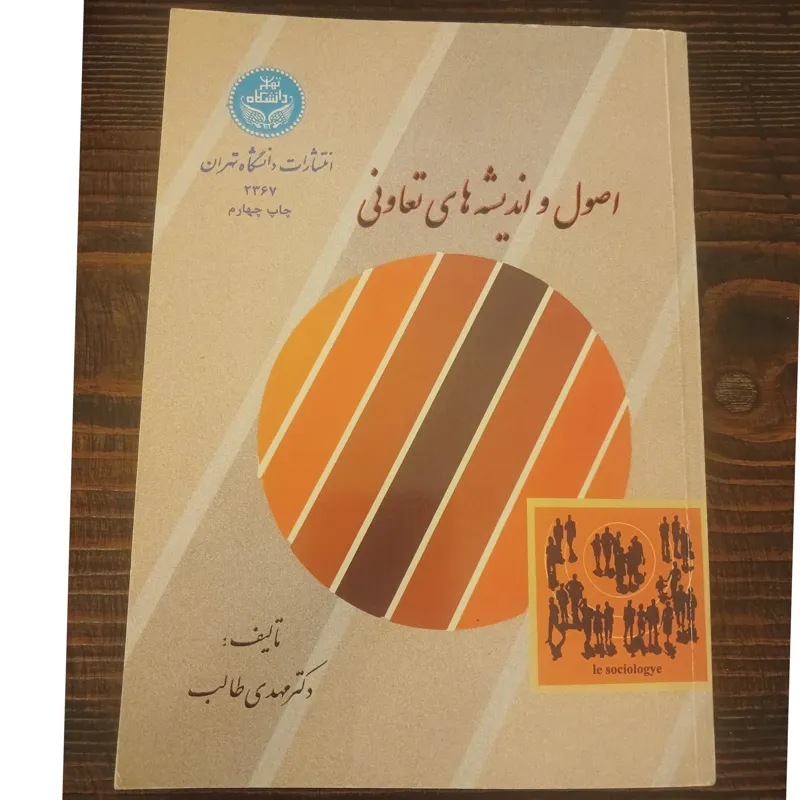 دانشگاه تهران
انتشارات دانشگاه تهران
۲۳۶۷
چاپ چهارم
اصول و اندیشه های تعاونی
تالیف:
دکتر مهدی طالب
le sociologye